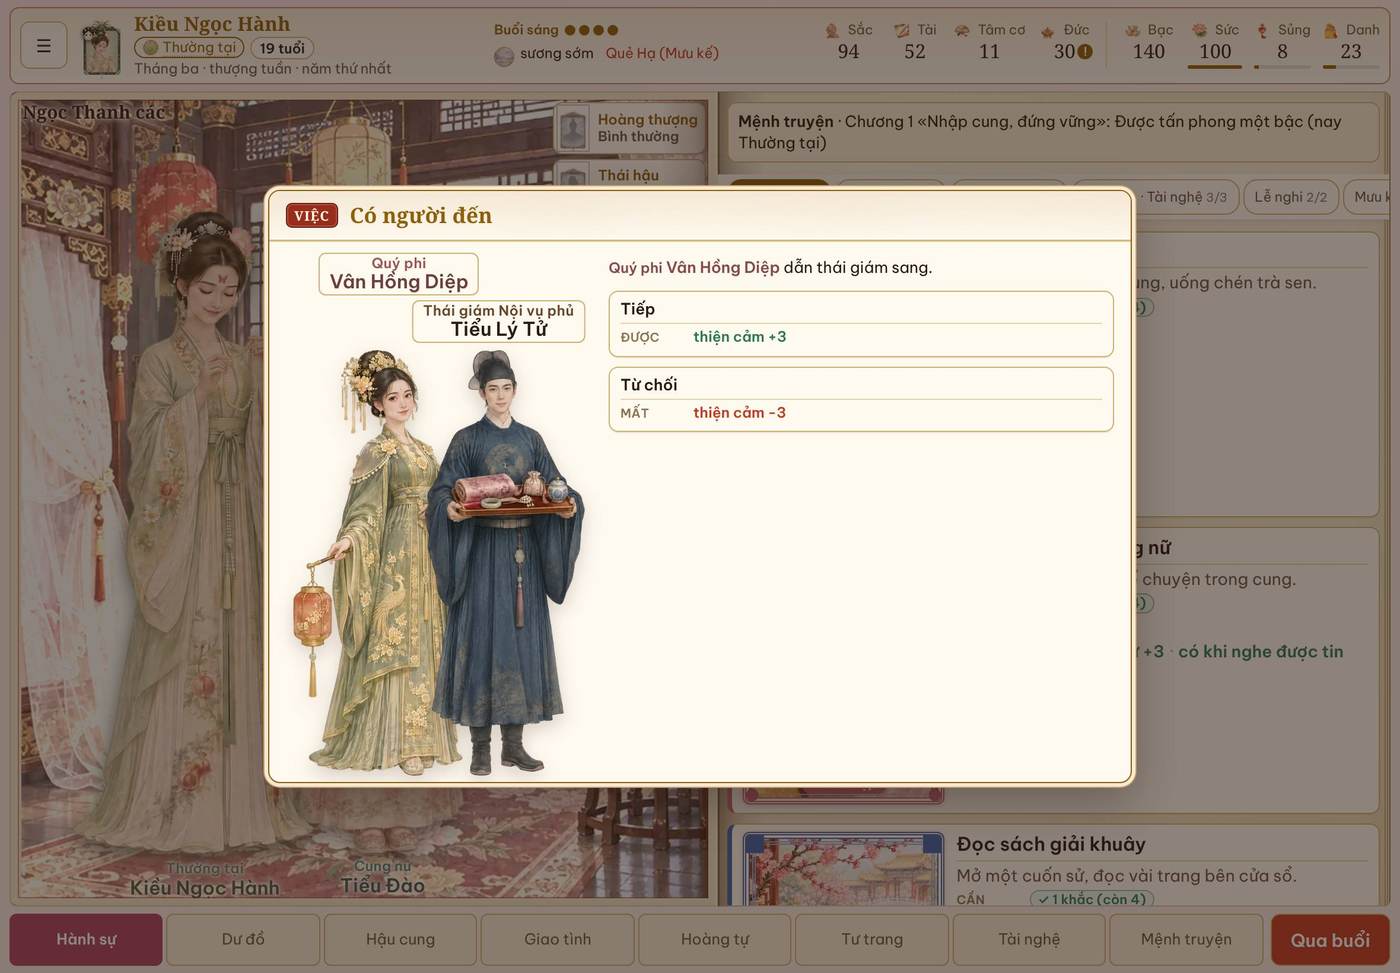 ☰
Kiều Ngọc Hành
Thường tại
19 tuổi
Tháng ba · thượng tuần · năm thứ nhất
Buổi sáng
sương sớm
Quẻ Hạ (Mưu kế)
Sắc
94
Tài
52
Tâm cơ
11
Đức
30
Bạc
140
Sức
100
Sủng
8
Danh
23
Ngọc Thanh các
Hoàng thượng
Bình thường
Thái hậu
Mệnh truyện · Chương 1 «Nhập cung, đứng vững»: Được tấn phong một bậc (nay
Thường tại)
· Tài nghệ 3/3
Lễ nghi 2/2
VIỆC
Có người đến
Quý phi
Vân Hồng Diệp
Thái giám Nội vụ phủ
Tiểu Lý Tử
Quý phi Vân Hồng Diệp dẫn thái giám sang.
Tiếp
ĐƯỢC thiện cảm +3
Từ chối
MẤT thiện cảm -3
uống chén trà sen.
nữ
chuyện trong cung.
+3 · có khi nghe được tin
Đọc sách giải khuây
Mở một cuốn sử, đọc vài trang bên cửa sổ.
CẦN ✓ 1 khắc (còn 4)
Thường tại
Kiều Ngọc Hành
Cung nữ
Tiểu Đào
Hành sự
Dư đồ
Hậu cung
Giao tình
Hoàng tự
Tư trang
Tài nghệ
Mệnh truyện
Qua buổi